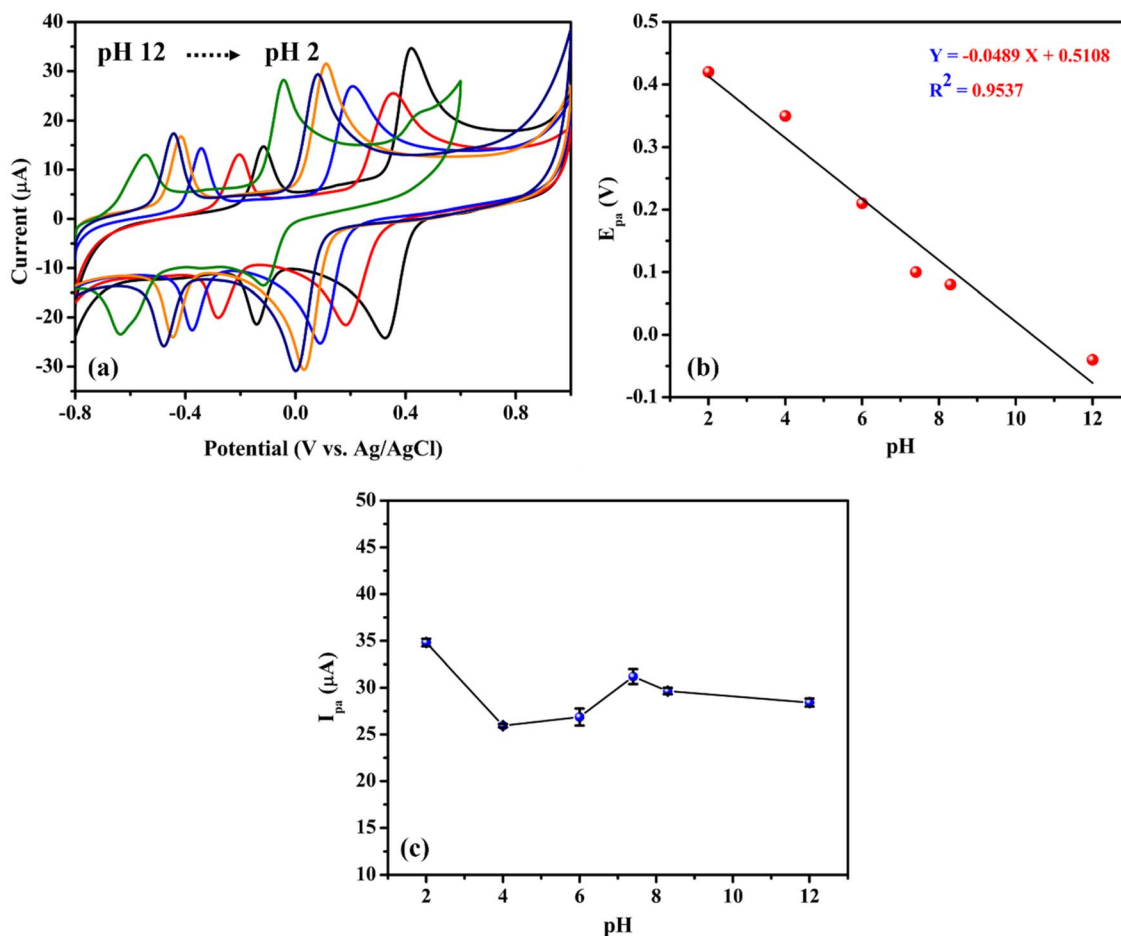 pH 12 pH 2
40
30
20
10
0
-10
-20
-30
Current (μA)
(a)
-0.8 -0.4 0.0 0.4 0.8
Potential (V vs. Ag/AgCl)
Y = -0.0489 X + 0.5108
R² = 0.9537
0.5
0.4
0.3
0.2
0.1
0.0
-0.1
E_pa (V)
(b)
2 4 6 8 10 12
pH
50
45
40
35
30
25
20
15
10
I_pa (μA)
(c)
2 4 6 8 10 12
pH